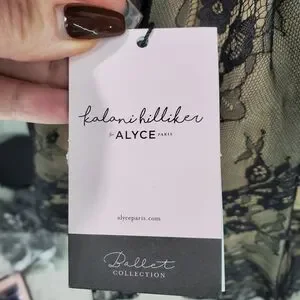 kalani hilliker
for ALYCE PARIS
alyceparis.com
Ballet
COLLECTION